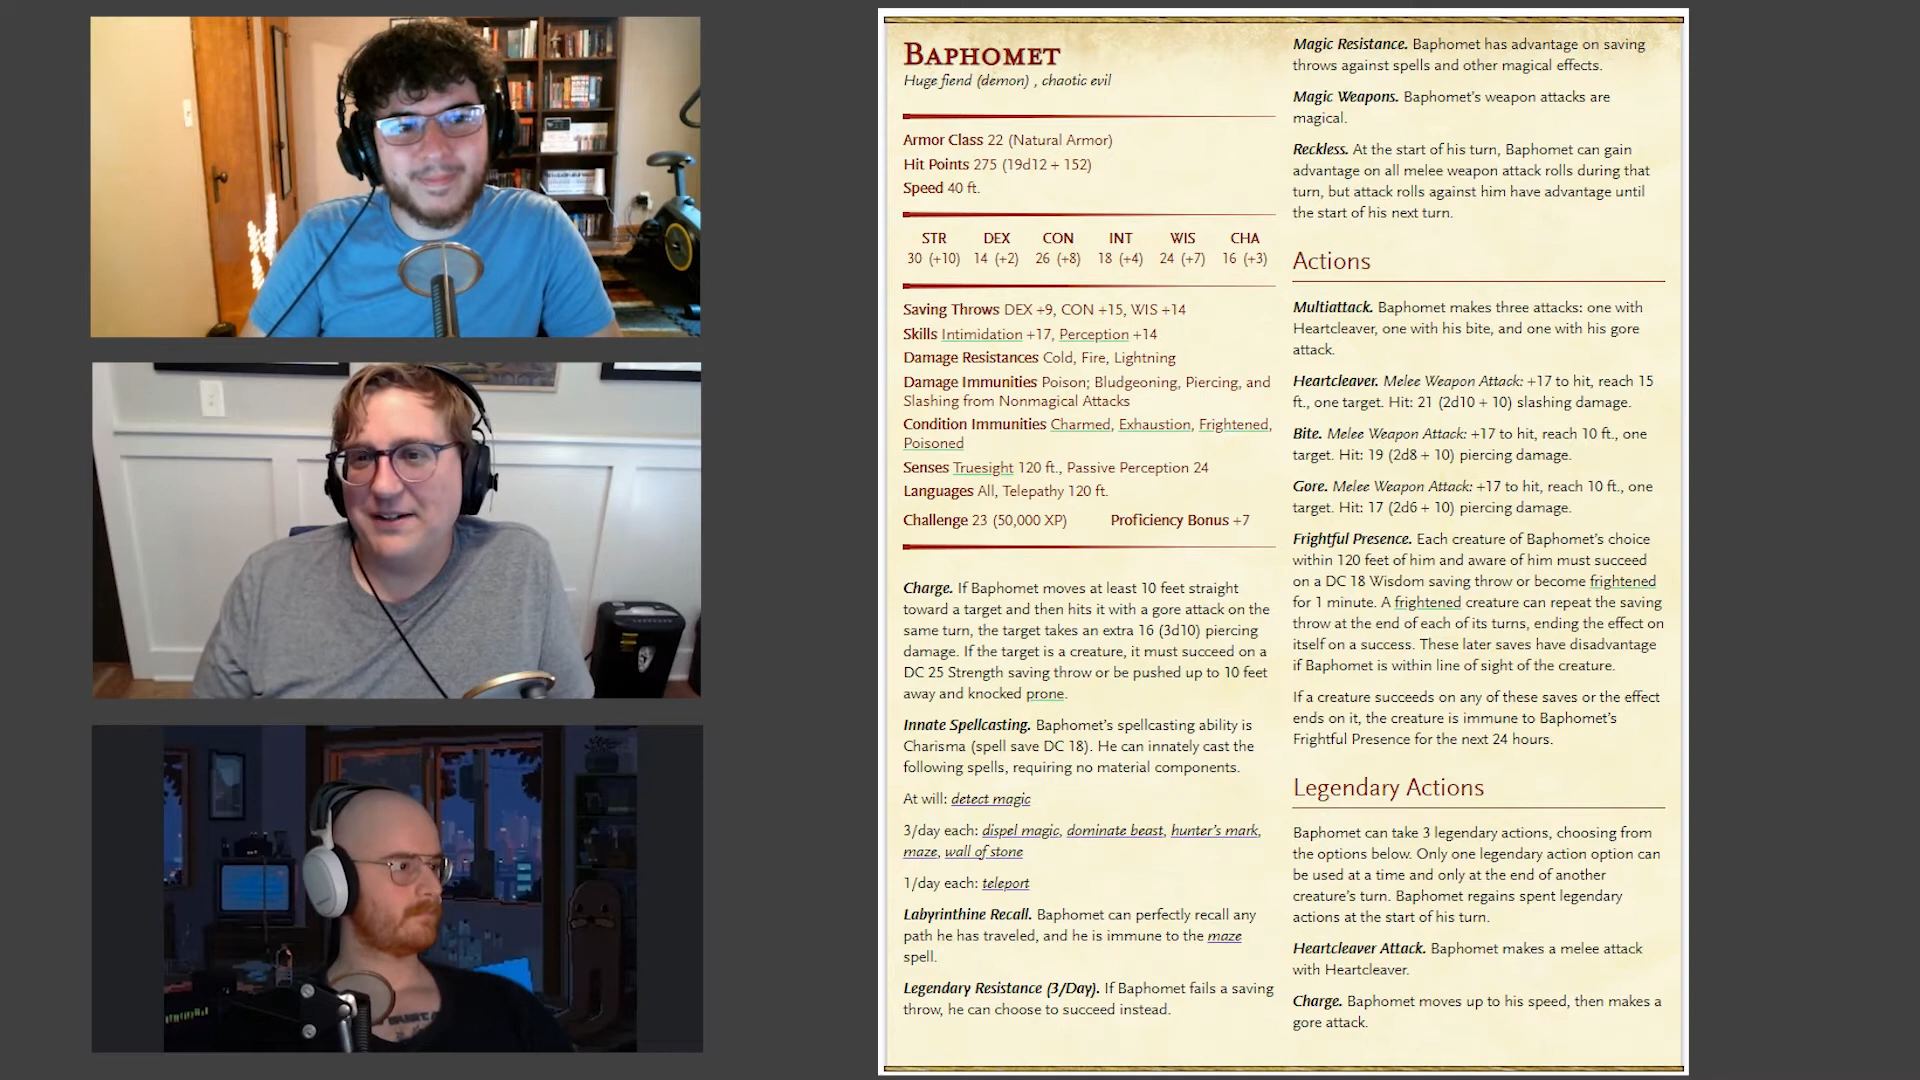 BAPHOMET
Huge fiend (demon) , chaotic evil
Armor Class 22 (Natural Armor)
Hit Points 275 (19d12 + 152)
Speed 40 ft.
STR DEX CON INT WIS CHA
30 (+10) 14 (+2) 26 (+8) 18 (+4) 24 (+7) 16 (+3)
Saving Throws DEX +9, CON +15, WIS +14
Skills Intimidation +17, Perception +14
Damage Resistances Cold, Fire, Lightning
Damage Immunities Poison; Bludgeoning, Piercing, and
Slashing from Nonmagical Attacks
Condition Immunities Charmed, Exhaustion, Frightened,
Poisoned
Senses Truesight 120 ft., Passive Perception 24
Languages All, Telepathy 120 ft.
Challenge 23 (50,000 XP) Proficiency Bonus +7
Charge. If Baphomet moves at least 10 feet straight
toward a target and then hits it with a gore attack on the
same turn, the target takes an extra 16 (3d10) piercing
damage. If the target is a creature, it must succeed on a
DC 25 Strength saving throw or be pushed up to 10 feet
away and knocked prone.
Innate Spellcasting. Baphomet's spellcasting ability is
Charisma (spell save DC 18). He can innately cast the
following spells, requiring no material components.
At will: detect magic
3/day each: dispel magic, dominate beast, hunter's mark,
maze, wall of stone
1/day each: teleport
Labyrinthine Recall. Baphomet can perfectly recall any
path he has traveled, and he is immune to the maze
spell.
Legendary Resistance (3/Day). If Baphomet fails a saving
throw, he can choose to succeed instead.
Magic Resistance. Baphomet has advantage on saving
throws against spells and other magical effects.
Magic Weapons. Baphomet's weapon attacks are
magical.
Reckless. At the start of his turn, Baphomet can gain
advantage on all melee weapon attack rolls during that
turn, but attack rolls against him have advantage until
the start of his next turn.
Actions
Multiattack. Baphomet makes three attacks: one with
Heartcleaver, one with his bite, and one with his gore
attack.
Heartcleaver. Melee Weapon Attack: +17 to hit, reach 15
ft., one target. Hit: 21 (2d10 + 10) slashing damage.
Bite. Melee Weapon Attack: +17 to hit, reach 10 ft., one
target. Hit: 19 (2d8 + 10) piercing damage.
Gore. Melee Weapon Attack: +17 to hit, reach 10 ft., one
target. Hit: 17 (2d6 + 10) piercing damage.
Frightful Presence. Each creature of Baphomet's choice
within 120 feet of him and aware of him must succeed
on a DC 18 Wisdom saving throw or become frightened
for 1 minute. A frightened creature can repeat the saving
throw at the end of each of its turns, ending the effect on
itself on a success. These later saves have disadvantage
if Baphomet is within line of sight of the creature.
If a creature succeeds on any of these saves or the effect
ends on it, the creature is immune to Baphomet's
Frightful Presence for the next 24 hours.
Legendary Actions
Baphomet can take 3 legendary actions, choosing from
the options below. Only one legendary action option can
be used at a time and only at the end of another
creature's turn. Baphomet regains spent legendary
actions at the start of his turn.
Heartcleaver Attack. Baphomet makes a melee attack
with Heartcleaver.
Charge. Baphomet moves up to his speed, then makes a
gore attack.